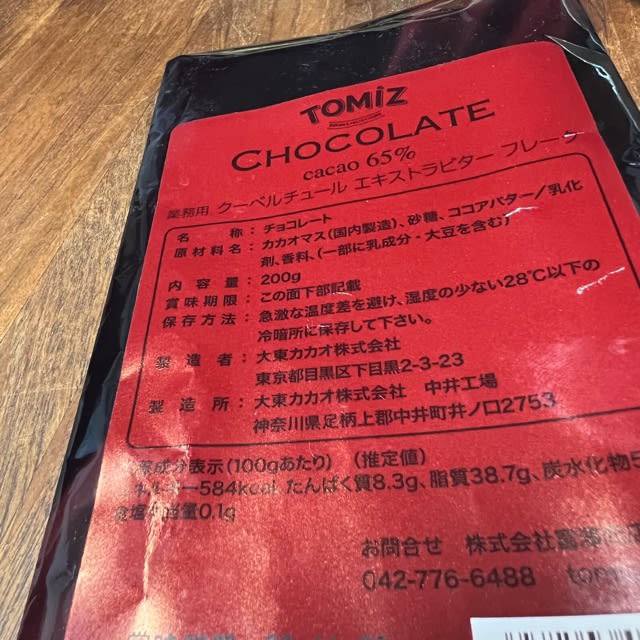 TOMIZ
CHOCOLATE
cacao 65%
業務用 クーベルチュール エキストラビター フレーク
名称：チョコレート
原材料名：カカオマス(国内製造)、砂糖、ココアバター／乳化
剤、香料、(一部に乳成分・大豆を含む)
内容量：200g
賞味期限：この面下部記載
保存方法：急激な温度差を避け、湿度の少ない28℃以下の
冷暗所に保存して下さい。
製造者：大東カカオ株式会社
東京都目黒区下目黒2-3-23
製造所：大東カカオ株式会社 中井工場
神奈川県足柄上郡中井町井ノ口2753
成分表示(100gあたり) (推定値)
584kcal、たんぱく質8.3g、脂質38.7g、炭水化物5
量0.1g
お問合せ 株式会社富澤
042-776-6488